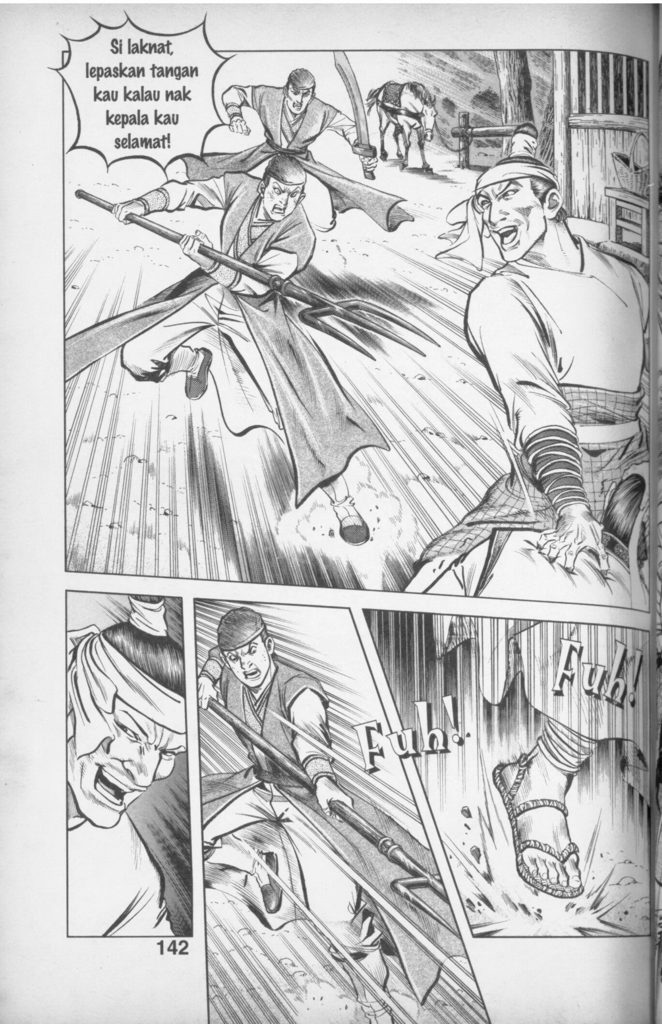 Si laknat,
lepaskan tangan
kau kalau nak
kepala kau
selamat!
Fuh!
Fuh!
142